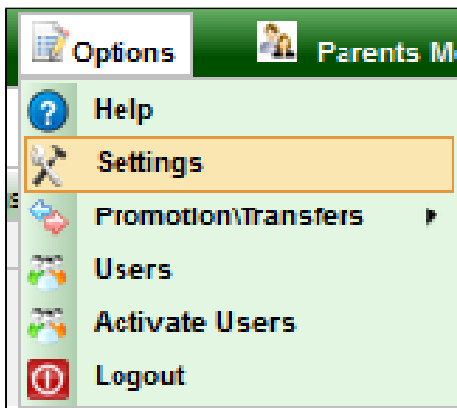 Options Parents M
Help
Settings
Promotion\Transfers
Users
Activate Users
Logout